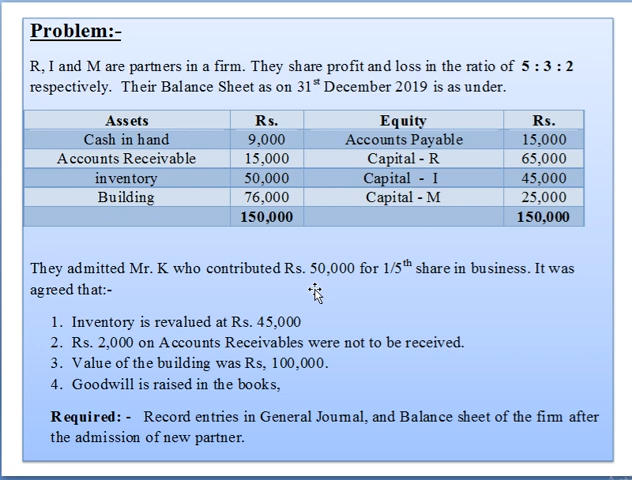 Problem:-
R, I and M are partners in a firm. They share profit and loss in the ratio of 5 : 3 : 2
respectively. Their Balance Sheet as on 31st December 2019 is as under.
Assets Rs. Equity Rs.
Cash in hand 9,000 Accounts Payable 15,000
Accounts Receivable 15,000 Capital - R 65,000
inventory 50,000 Capital - I 45,000
Building 76,000 Capital - M 25,000
150,000 150,000
They admitted Mr. K who contributed Rs. 50,000 for 1/5th share in business. It was
agreed that:-
1. Inventory is revalued at Rs. 45,000
2. Rs. 2,000 on Accounts Receivables were not to be received.
3. Value of the building was Rs, 100,000.
4. Goodwill is raised in the books,
Required: - Record entries in General Journal, and Balance sheet of the firm after
the admission of new partner.